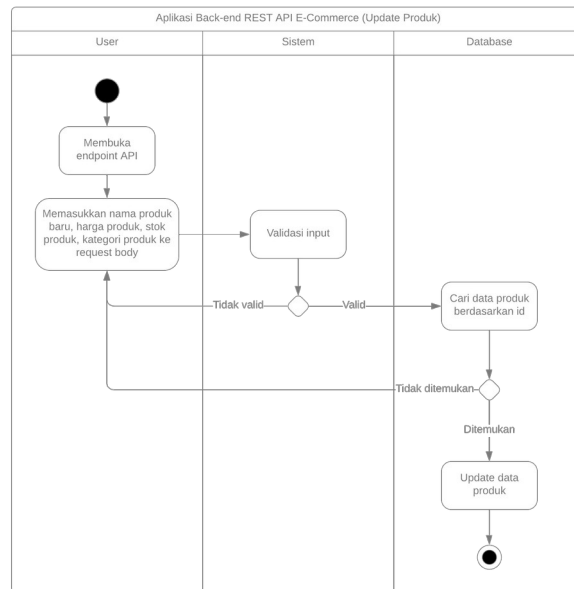 Aplikasi Back-end REST API E-Commerce (Update Produk)
User
Sistem
Database
Membuka
endpoint API
Memasukkan nama produk
baru, harga produk, stok
produk, kategori produk ke
request body
Validasi input
Tidak valid
Valid
Cari data produk
berdasarkan id
Tidak ditemukan
Ditemukan
Update data
produk